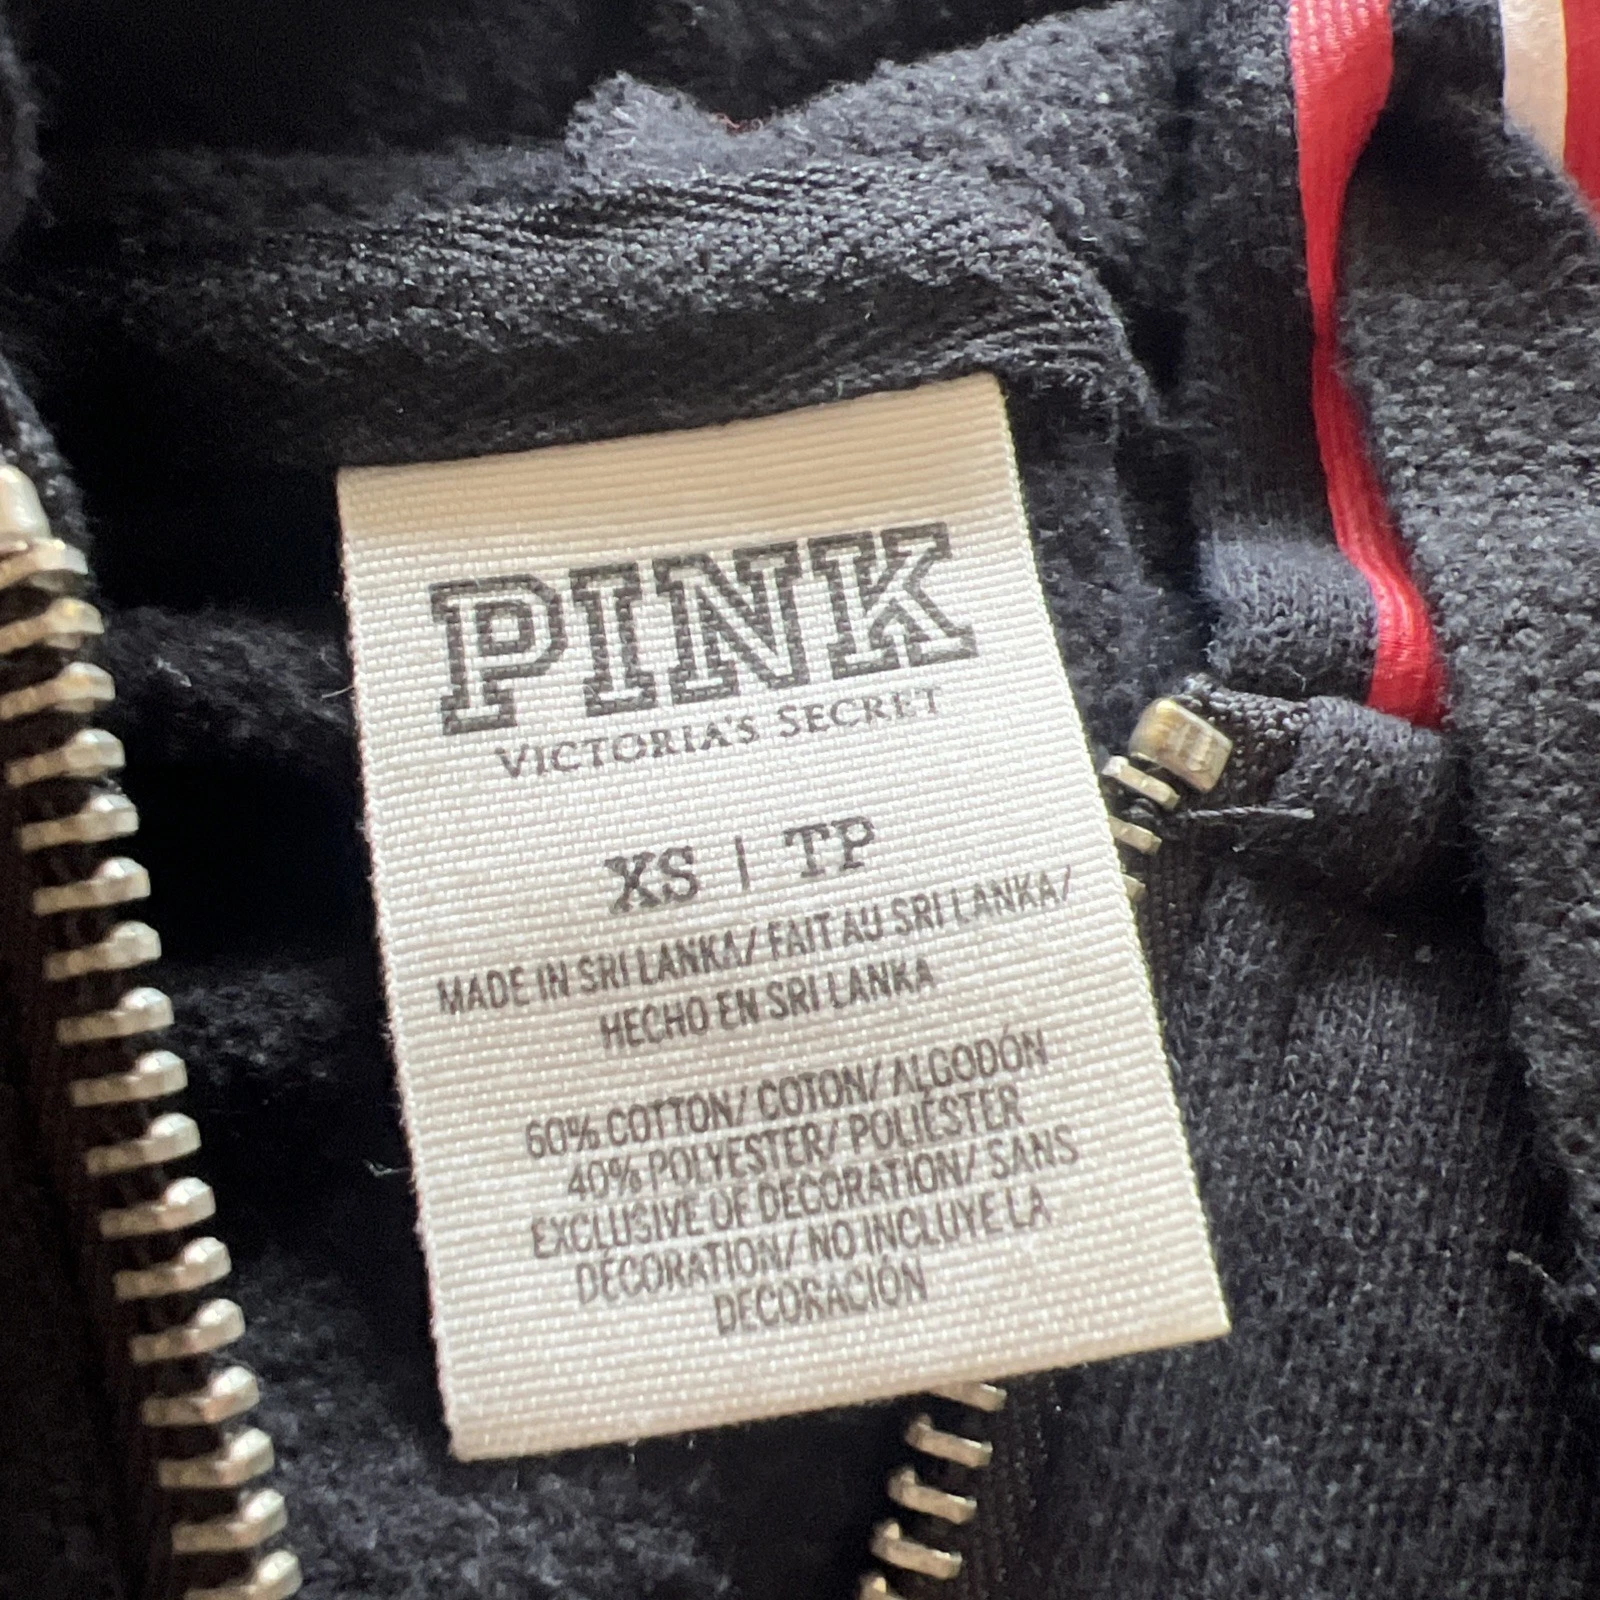 PINK
VICTORIA'S SECRET
XS | TP
MADE IN SRI LANKA/ FAIT AU SRI LANKA/
HECHO EN SRI LANKA
60% COTTON/ COTON/ ALGODÓN
40% POLYESTER/ POLIÉSTER
EXCLUSIVE OF DECORATION/ SANS
DÉCORATION/ NO INCLUYE LA
DECORACIÓN